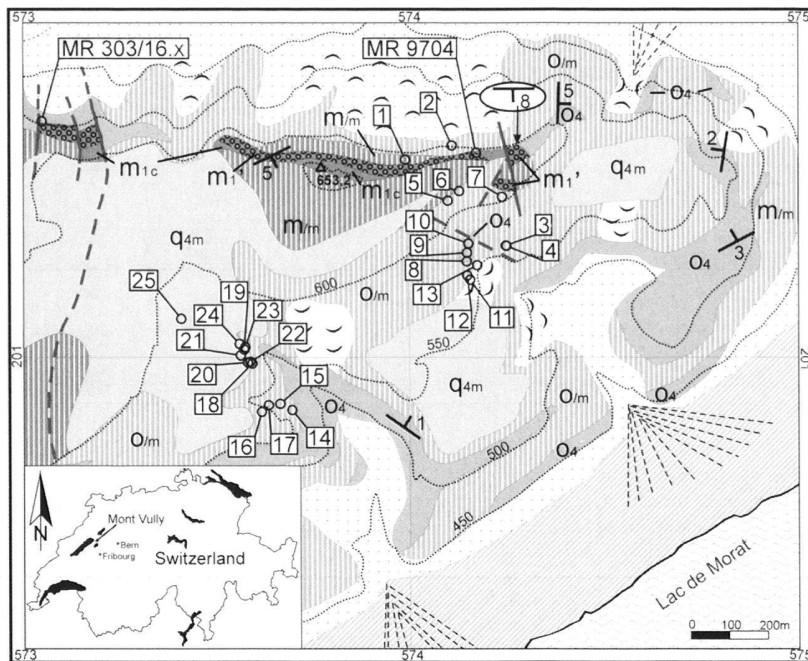 573
574
575
MR 303/16.x
MR 9704
O/m
8
5
O4
O4
m/m
1
2
2
m1c
m1'
5
653,2
m1c
m1'
q4m
m/m
5
6
7
m/m
q4m
10
O4
3
9
4
O4
3
8
25
600
O/m
13
12
11
19
24
23
550
201
201
21
22
20
q4m
O/m
O4
18
15
O4
1
O/m
16
17
14
500
O4
450
N
Mont Vully
*Bern
*Fribourg
Switzerland
Lac de Morat
0 100 200m
573
574
575